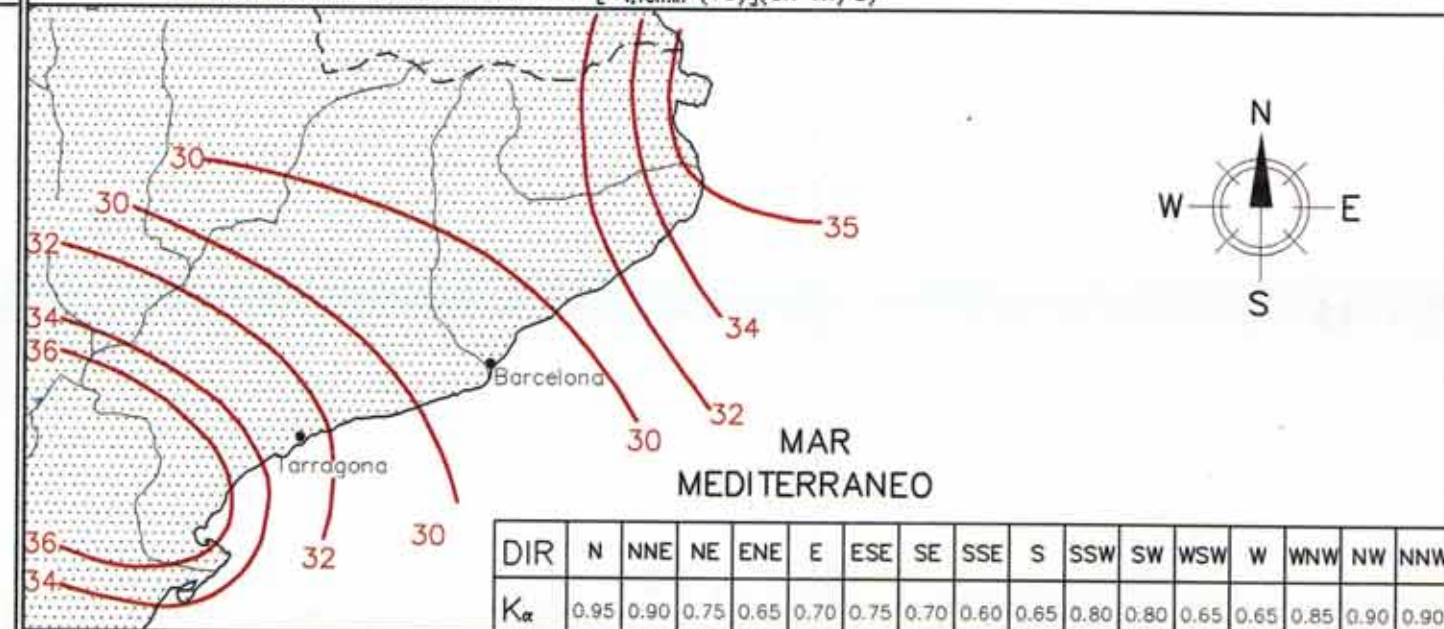 N
W E
S
30
30
32
34
36
35
34
32
30
Barcelona
MAR
MEDITERRANEO
Tarragona
30
32
36
34
DIR N NNE NE ENE E ESE SE SSE S SSW SW WSW W WNW NW NNW
Kα 0.95 0.90 0.75 0.65 0.70 0.75 0.70 0.60 0.65 0.80 0.80 0.65 0.65 0.85 0.90 0.90